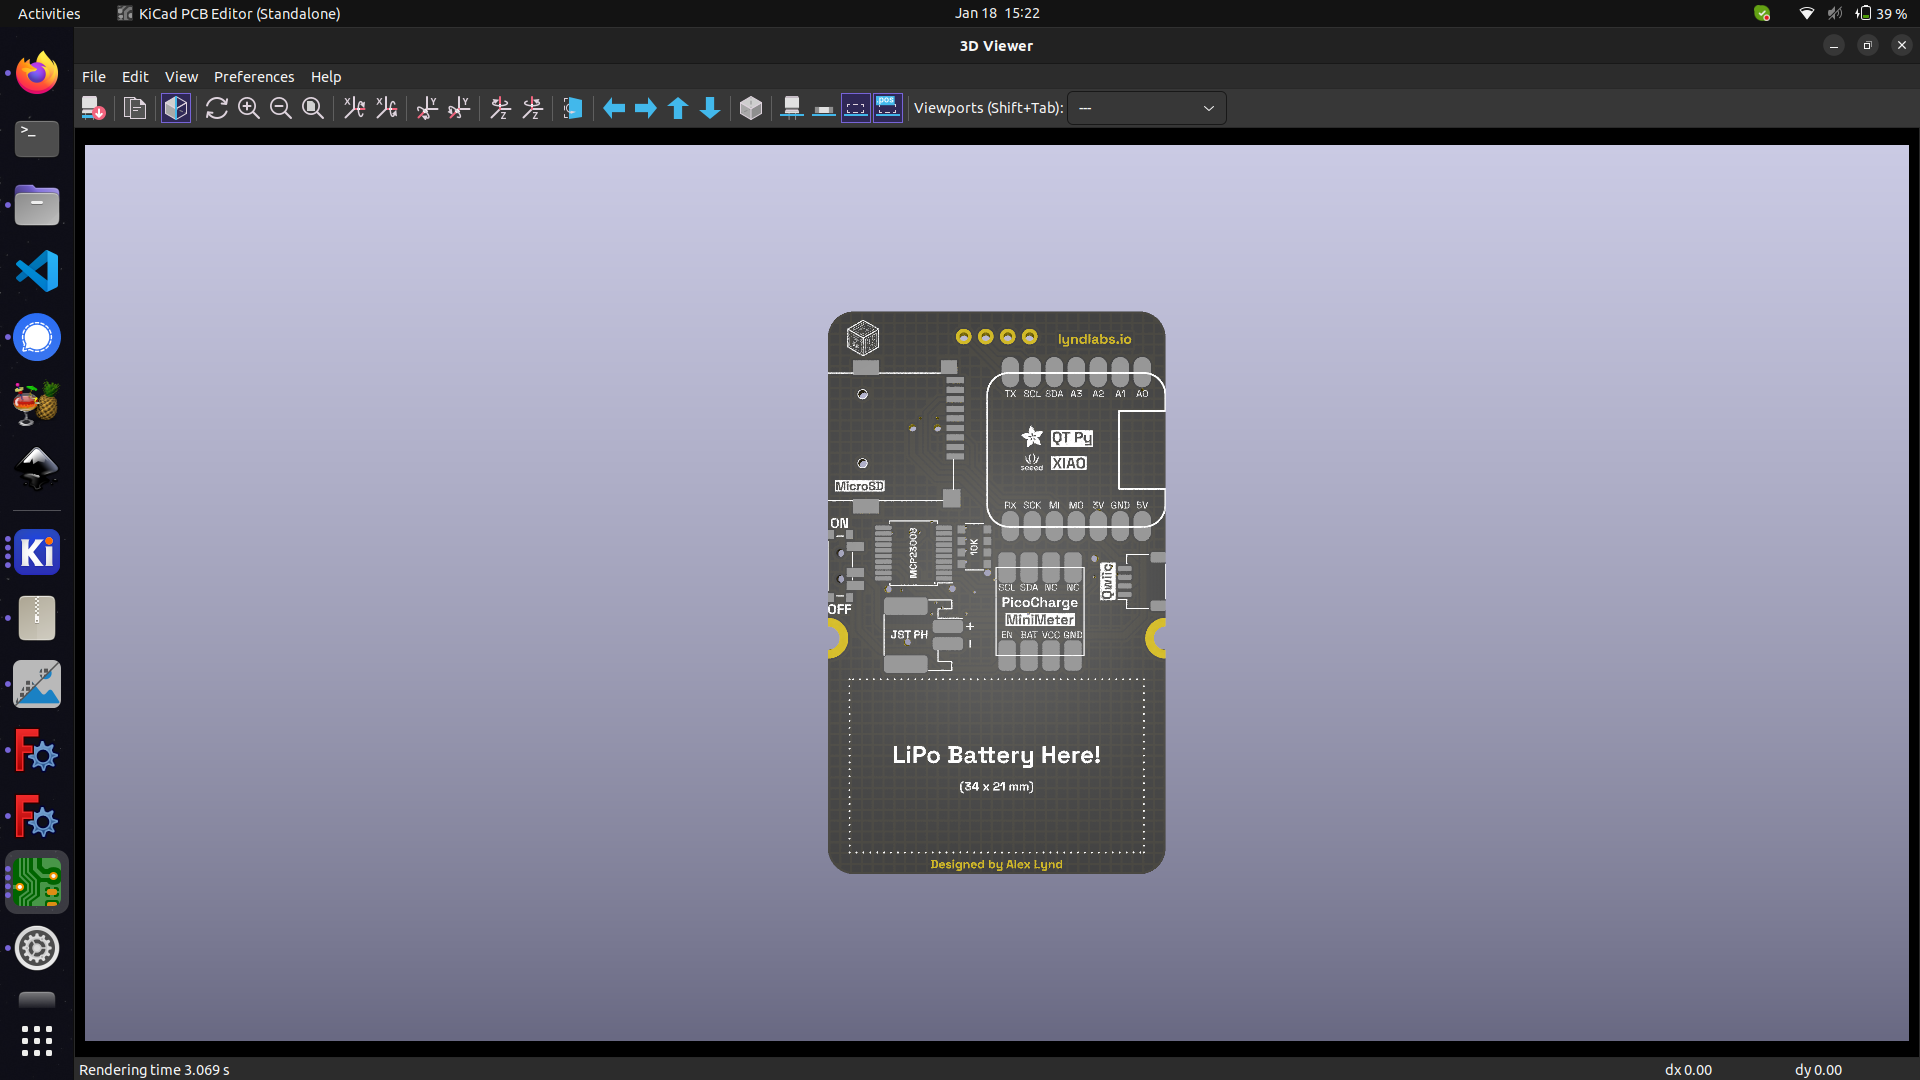 Activities
KiCad PCB Editor (Standalone)
Jan 18 15:22
39 %
3D Viewer
File Edit View Preferences Help
Viewports (Shift+Tab): ---
lyndlabs.io
TX SCL SDA A3 A2 A1 A0
QT Py
seeed
XIAO
MicroSD
RX SCK MI MO 3V GND 5V
ON
MCP23008
10K
OFF
SCL SDA NC NC
PicoCharge
MiniMeter
EN BAT VCC GND
Qwiic
JST PH
+
-
LiPo Battery Here!
(34 x 21 mm)
Designed by Alex Lynd
Rendering time 3.069 s
dx 0.00
dy 0.00